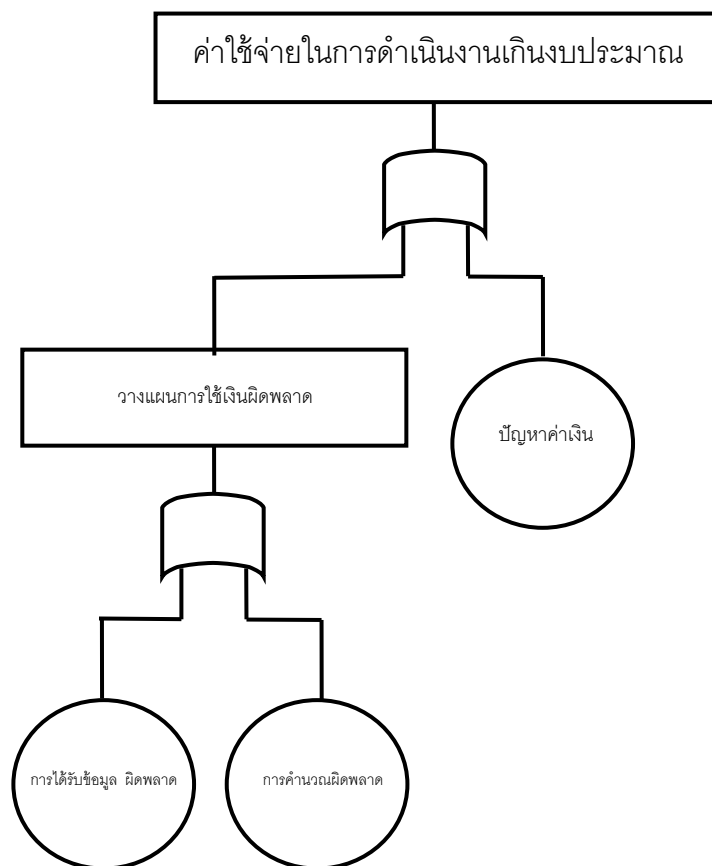 ค่าใช้จ่ายในการดำเนินงานเกินงบประมาณ
วางแผนการใช้เงินผิดพลาด
ปัญหาค่าเงิน
การได้รับข้อมูล ผิดพลาด
การคำนวณผิดพลาด